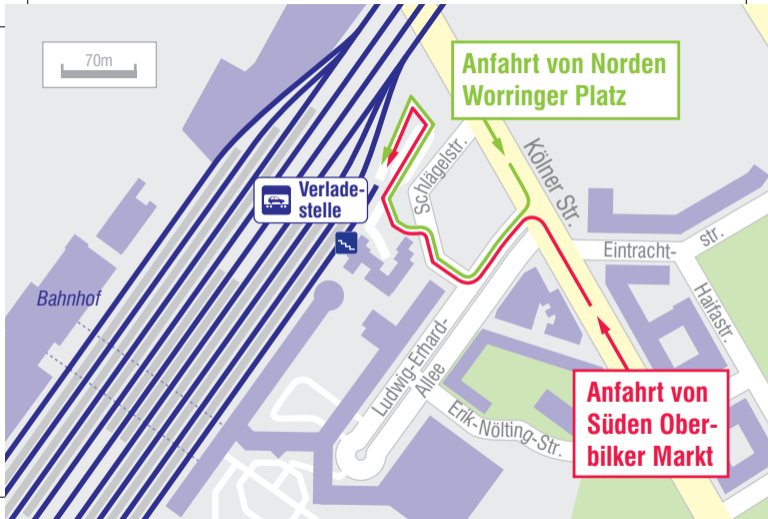 70m
Anfahrt von Norden
Worringer Platz
Kölner Str.
Schlägelstr.
Verlade-
stelle
Eintracht-
str.
Bahnhof
Haifastr.
Ludwig-Erhard-
Allee
Erik-Nölting-Str.
Anfahrt von
Süden Ober-
bilker Markt